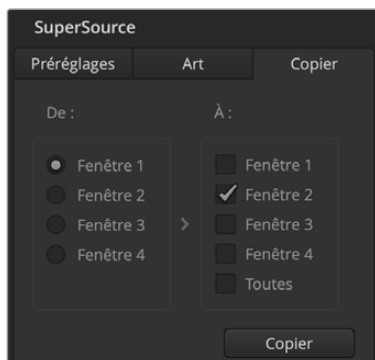 SuperSource
Préréglages Art Copier
De : À :
Fenêtre 1 Fenêtre 1
Fenêtre 2 Fenêtre 2
Fenêtre 3 > Fenêtre 3
Fenêtre 4 Fenêtre 4
Toutes
Copier